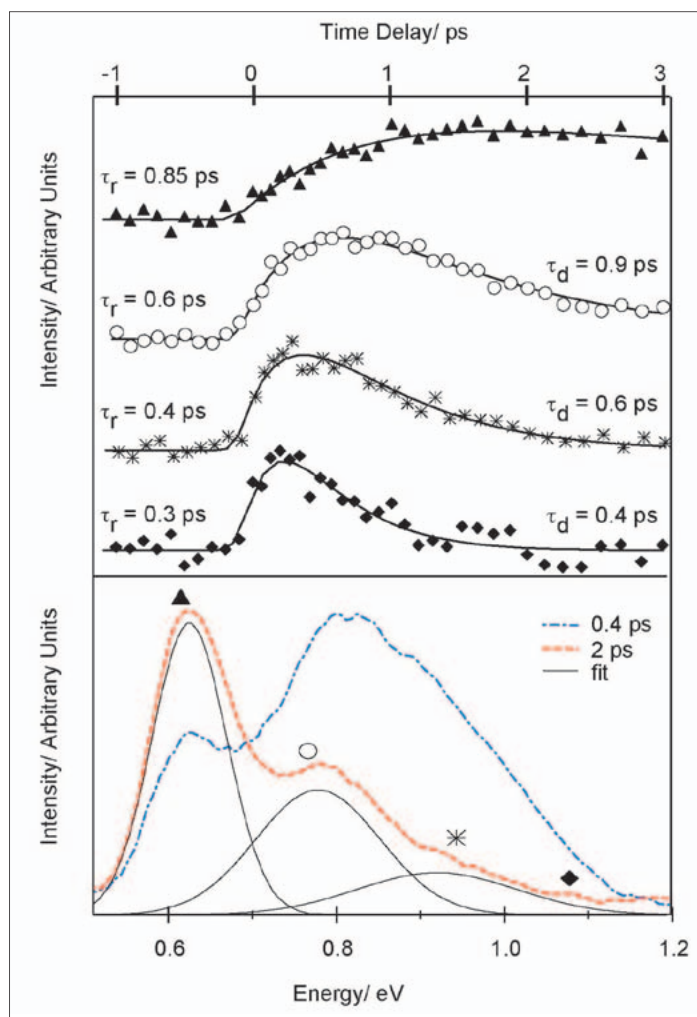 Time Delay/ ps
-1 0 1 2 3
τr = 0.85 ps
τr = 0.6 ps
τd = 0.9 ps
τr = 0.4 ps
τd = 0.6 ps
τr = 0.3 ps
τd = 0.4 ps
Intensity/ Arbitrary Units
0.4 ps
2 ps
fit
Intensity/ Arbitrary Units
0.6 0.8 1.0 1.2
Energy/ eV